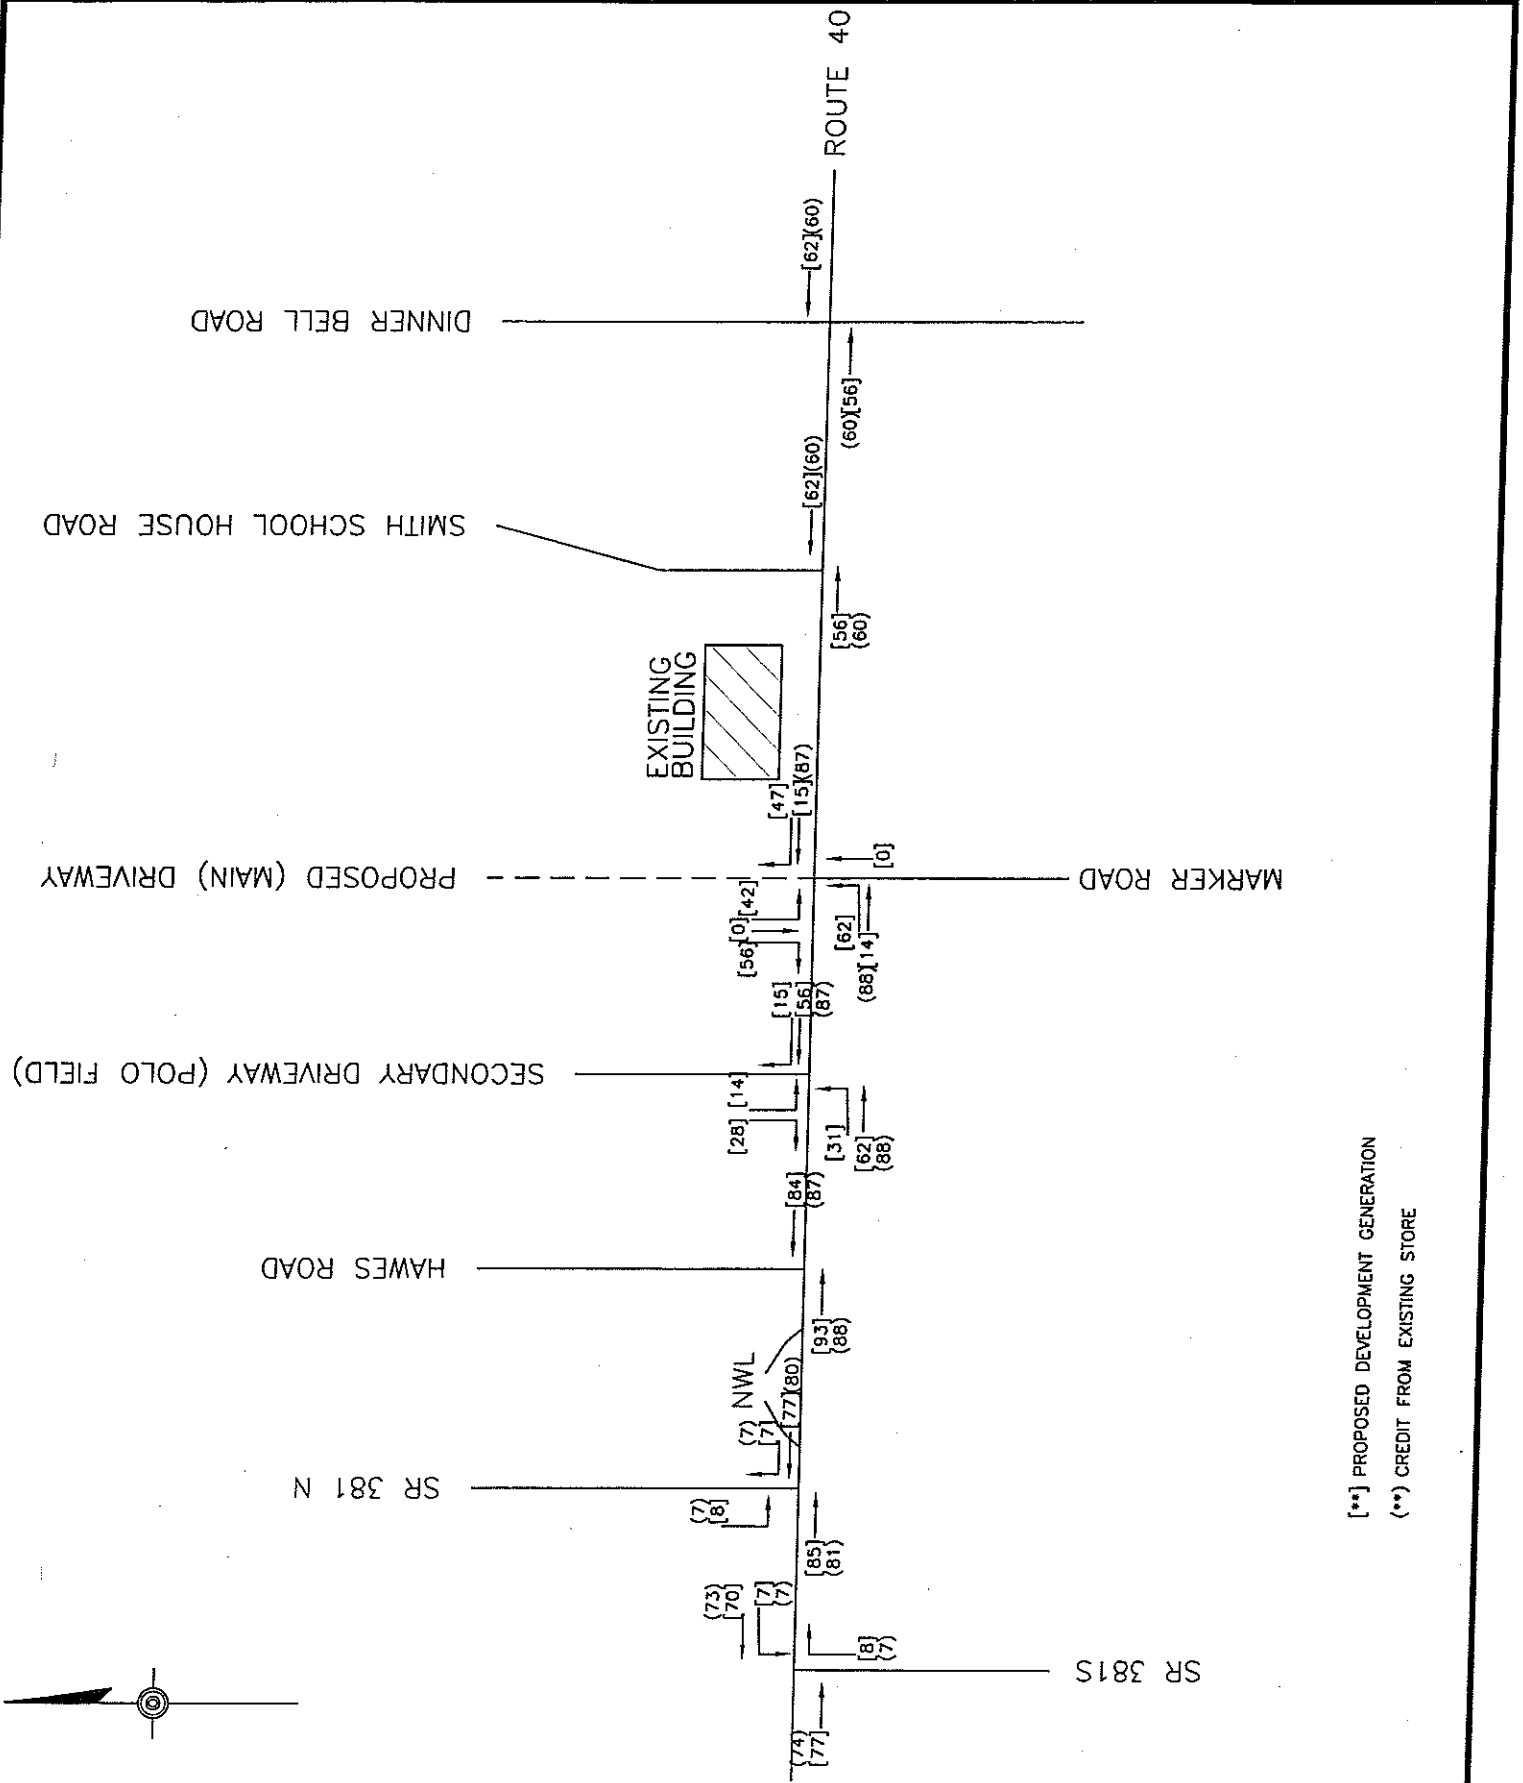 ROUTE 40
[62](60)
DINNER BELL ROAD
(60)[56]
[62](60)
SMITH SCHOOL HOUSE ROAD
[56]
(60)
EXISTING
BUILDING
[47]
[15](87)
PROPOSED (MAIN) DRIVEWAY
[0]
MARKER ROAD
[42]
[0]
[56]
[62]
(88)[14]
[15]
[56]
(87)
SECONDARY DRIVEWAY (POLO FIELD)
[14]
[28]
[31]
[62]
(88)
[84]
(87)
HAWES ROAD
[93]
(88)
NWL
[77](80)
(7)
[7]
SR 381 N
(7)
[8]
[85]
(81)
(73)
[70]
[7]
(7)
[8]
(7)
SR 381S
(74)
[77]
[**] PROPOSED DEVELOPMENT GENERATION
(**) CREDIT FROM EXISTING STORE